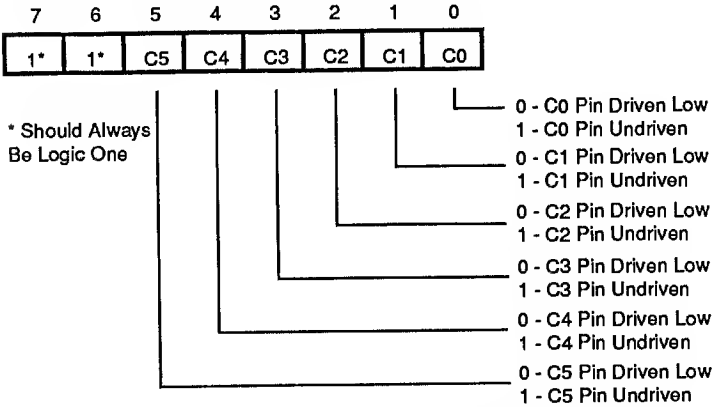 7 6 5 4 3 2 1 0
1* 1* C5 C4 C3 C2 C1 C0
* Should Always
Be Logic One
0 - C0 Pin Driven Low
1 - C0 Pin Undriven
0 - C1 Pin Driven Low
1 - C1 Pin Undriven
0 - C2 Pin Driven Low
1 - C2 Pin Undriven
0 - C3 Pin Driven Low
1 - C3 Pin Undriven
0 - C4 Pin Driven Low
1 - C4 Pin Undriven
0 - C5 Pin Driven Low
1 - C5 Pin Undriven